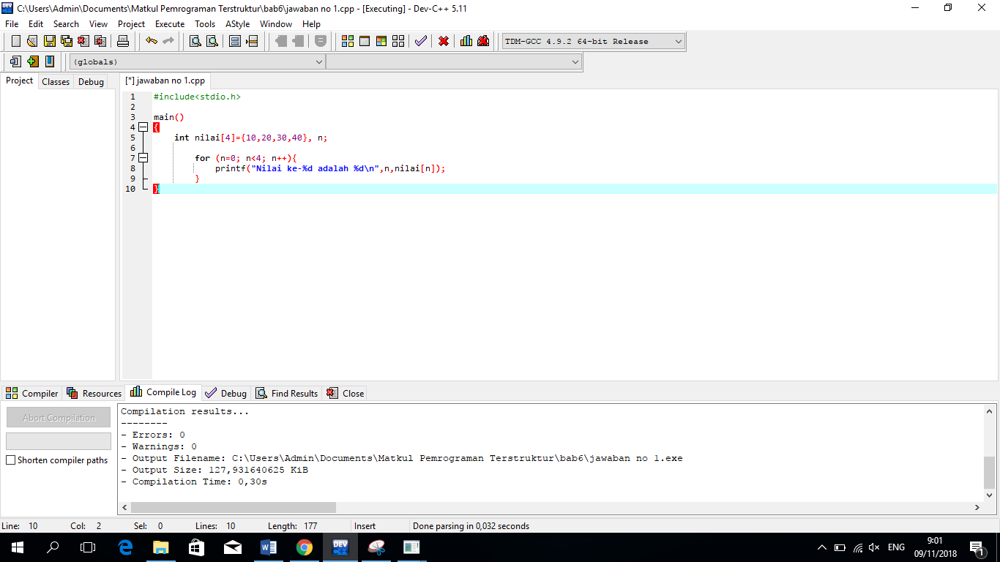 C:\Users\Admin\Documents\Matkul Pemrograman Terstruktur\bab6\jawaban no 1.cpp - [Executing] - Dev-C++ 5.11
File Edit Search View Project Execute Tools AStyle Window Help
TDM-GCC 4.9.2 64-bit Release
(globals)
Project Classes Debug
[*] jawaban no 1.cpp
1 #include<stdio.h>
2
3 main()
4 {
5 int nilai[4]={10,20,30,40}, n;
6
7 for (n=0; n<4; n++){
8 printf("Nilai ke-%d adalah %d\n",n,nilai[n]);
9 }
10 }
Compiler Resources Compile Log Debug Find Results Close
Abort Compilation
Shorten compiler paths
Compilation results...
--------
- Errors: 0
- Warnings: 0
- Output Filename: C:\Users\Admin\Documents\Matkul Pemrograman Terstruktur\bab6\jawaban no 1.exe
- Output Size: 127,931640625 KiB
- Compilation Time: 0,30s
Line: 10 Col: 2 Sel: 0 Lines: 10 Length: 177 Insert Done parsing in 0,032 seconds
ENG
9:01
09/11/2018
1